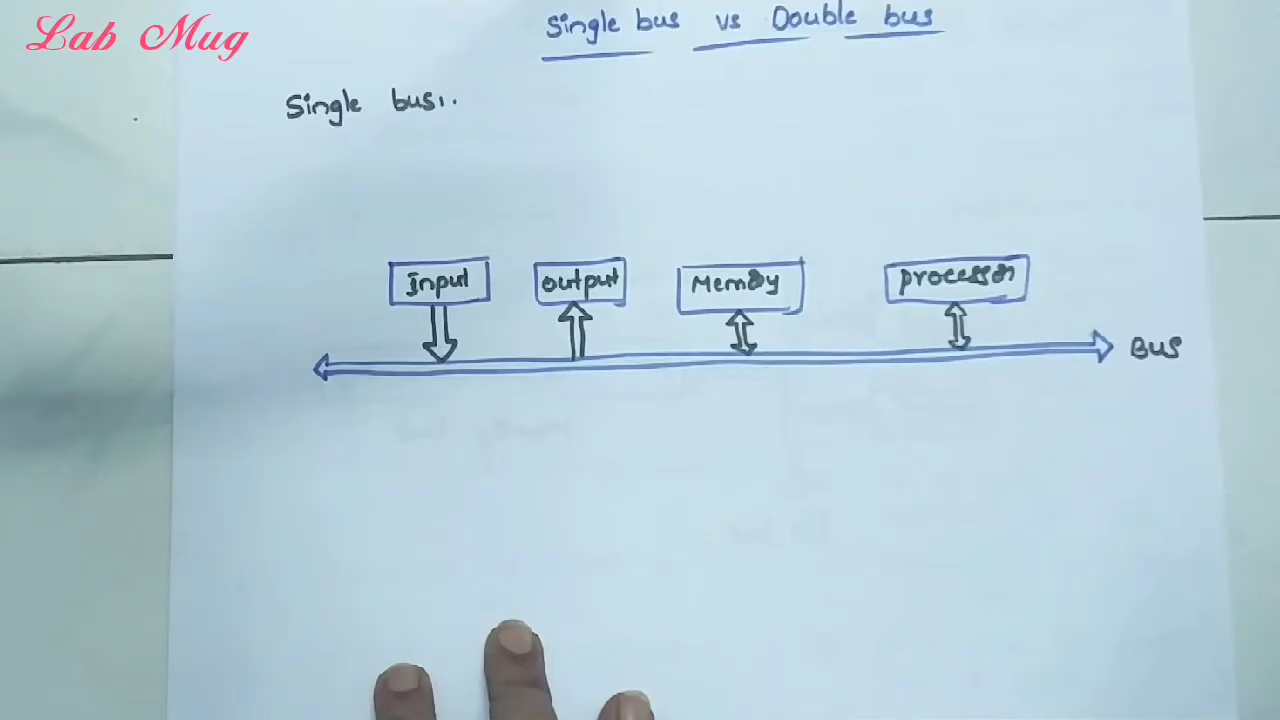 Lab Mug
Single bus vs Double bus
Single bus:.
Input
output
Memory
processor
Bus